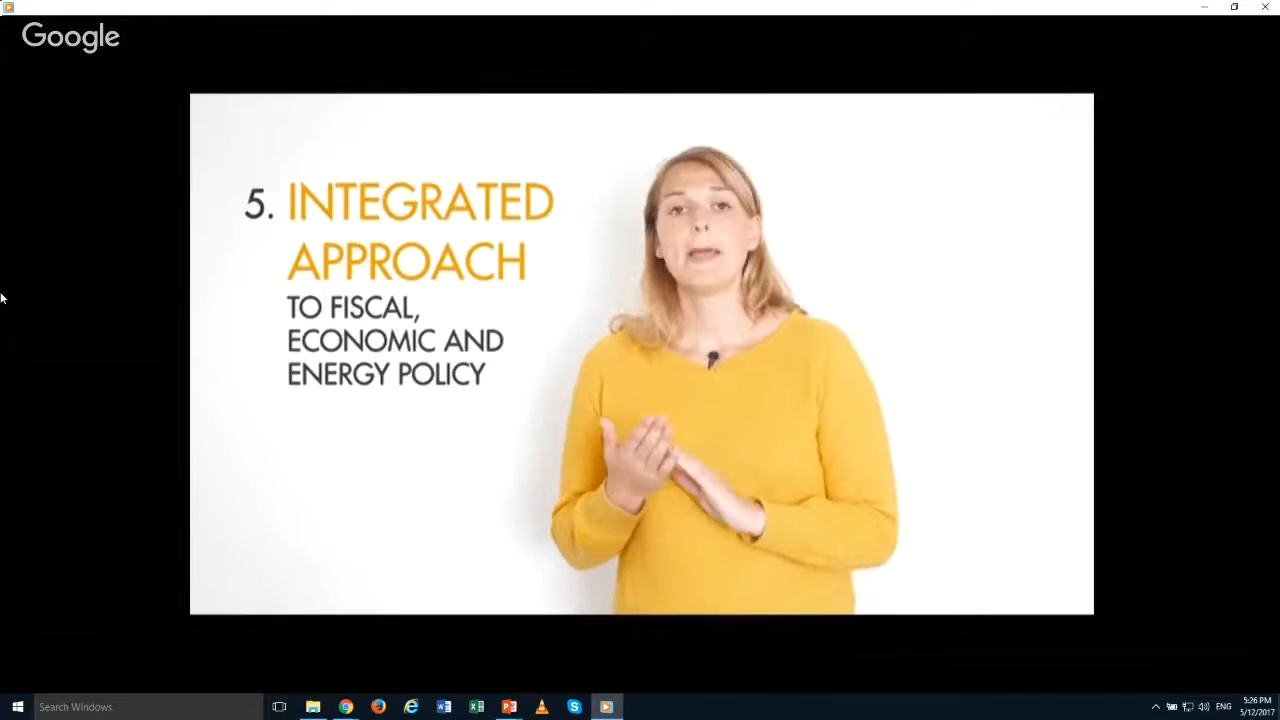 Google
5. INTEGRATED
APPROACH
TO FISCAL,
ECONOMIC AND
ENERGY POLICY
Search Windows
ENG
5:26 PM
5/12/2017